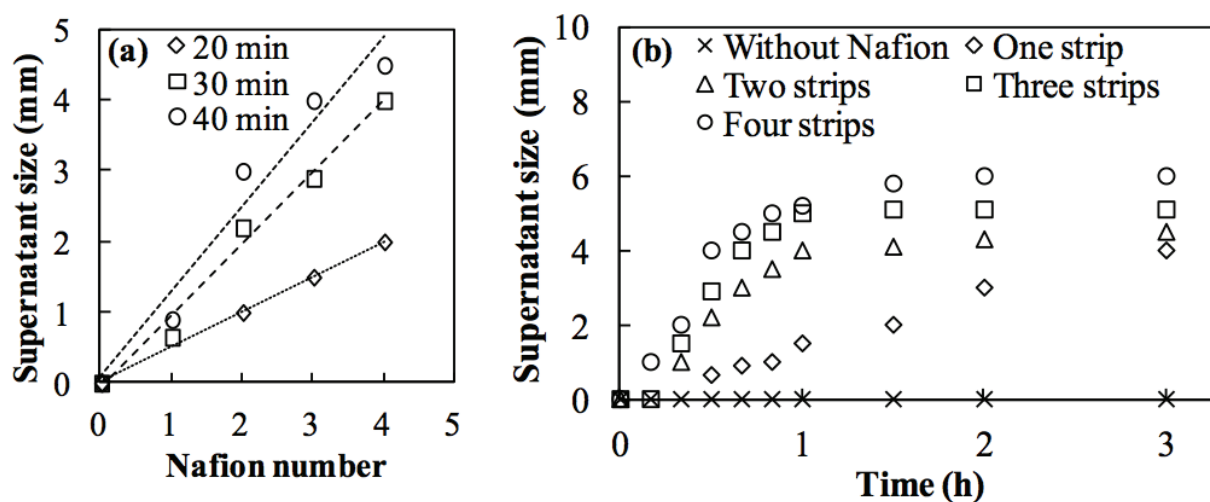 (a)
20 min
30 min
40 min
Supernatant size (mm)
5
4
3
2
1
0
0 1 2 3 4 5
Nafion number
(b)
Without Nafion One strip
Two strips Three strips
Four strips
Supernatant size (mm)
10
8
6
4
2
0
0 1 2 3
Time (h)